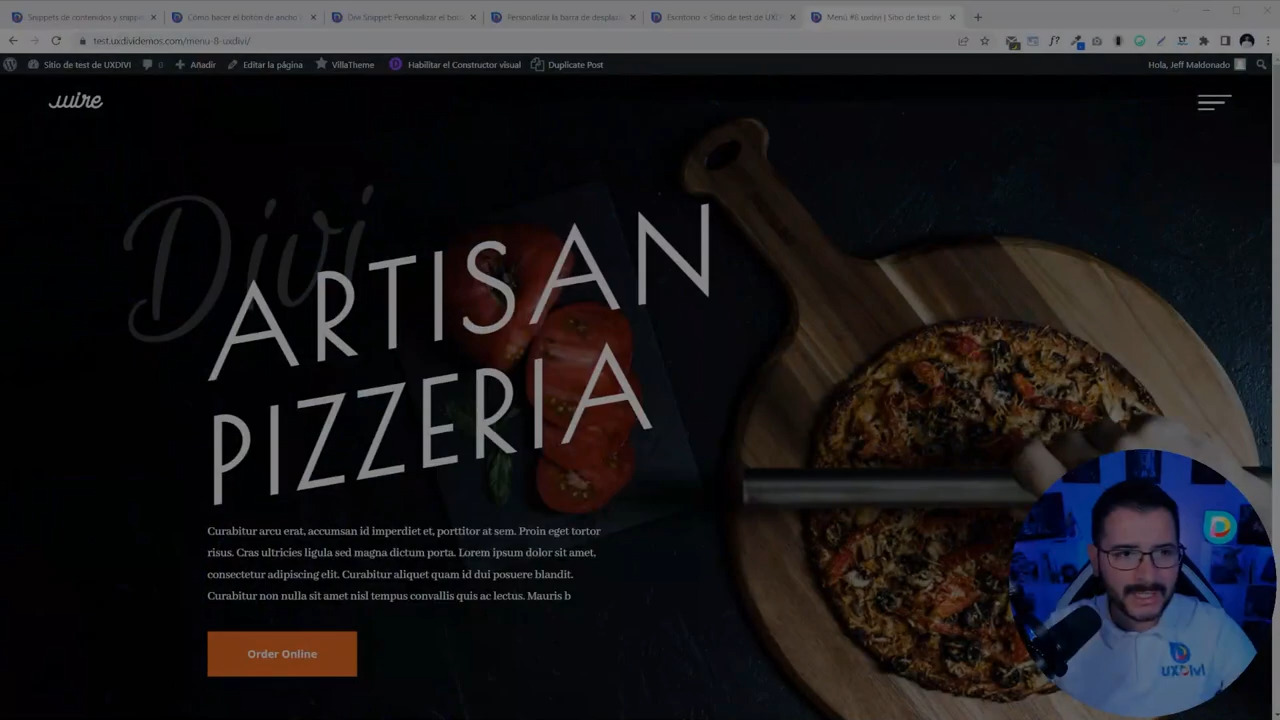 Snippets de contenidos y snippe
Cómo hacer el botón de ancho
Divi Snippet: Personalizar el bot
Personalizar la barra de desplaz
Escritorio < Sitio de test de UXD
Menú #8 uxdivi | Sitio de test de
test.uxdividemos.com/menu-8-uxdivi/
Sitio de test de UXDIVI
0
Añadir
Editar la página
VillaTheme
Habilitar el Constructor visual
Duplicate Post
Hola, Jeff Maldonado
wire
Divi
ARTISAN
PIZZERIA
Curabitur arcu erat, accumsan id imperdiet et, porttitor at sem. Proin eget tortor
risus. Cras ultricies ligula sed magna dictum porta. Lorem ipsum dolor sit amet,
consectetur adipiscing elit. Curabitur aliquet quam id dui posuere blandit.
Curabitur non nulla sit amet nisl tempus convallis quis ac lectus. Mauris b
Order Online
D
UXDIVI